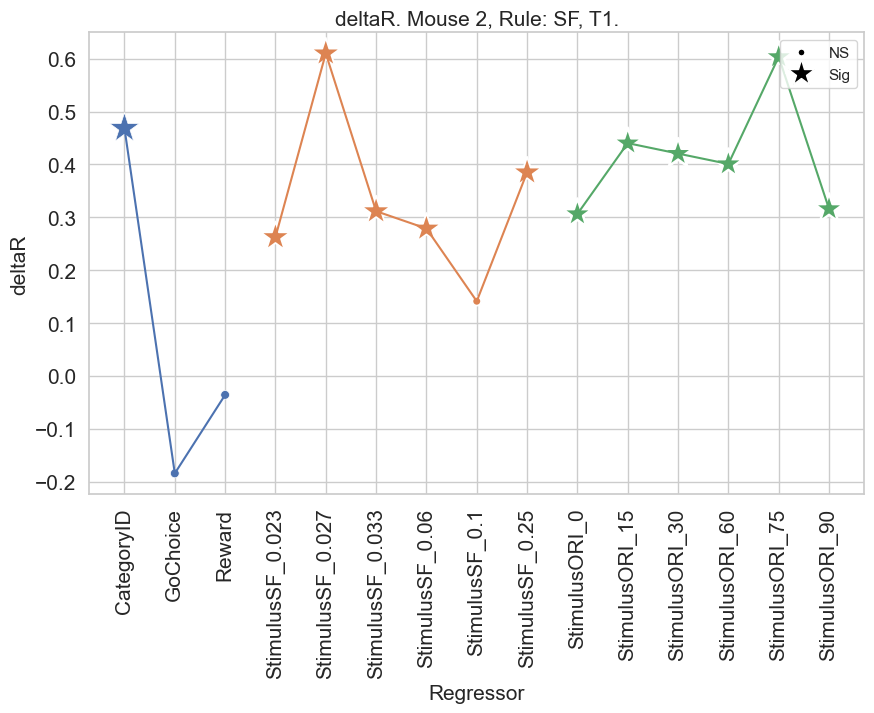 deltaR. Mouse 2, Rule: SF, T1.
NS
Sig
0.6
0.5
0.4
0.3
0.2
0.1
0.0
−0.1
−0.2
deltaR
CategoryID
GoChoice
Reward
StimulusSF_0.023
StimulusSF_0.027
StimulusSF_0.033
StimulusSF_0.06
StimulusSF_0.1
StimulusSF_0.25
StimulusORI_0
StimulusORI_15
StimulusORI_30
StimulusORI_60
StimulusORI_75
StimulusORI_90
Regressor